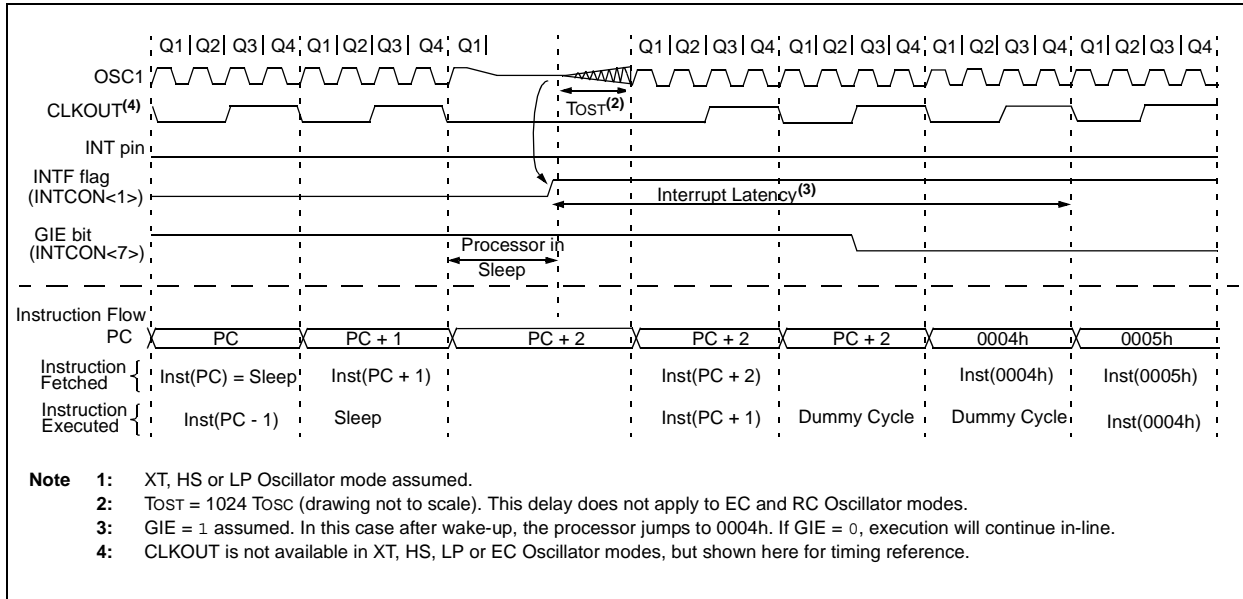 Q1 Q2 Q3 Q4 Q1 Q2 Q3 Q4 Q1 Q1 Q2 Q3 Q4 Q1 Q2 Q3 Q4 Q1 Q2 Q3 Q4 Q1 Q2 Q3 Q4
OSC1
CLKOUT(4) TOST(2)
INT pin
INTF flag
(INTCON<1>) Interrupt Latency(3)
GIE bit
(INTCON<7>) Processor in
Sleep
Instruction Flow
PC PC PC + 1 PC + 2 PC + 2 PC + 2 0004h 0005h
Instruction
Fetched { Inst(PC) = Sleep Inst(PC + 1) Inst(PC + 2) Inst(0004h) Inst(0005h)
Instruction
Executed { Inst(PC - 1) Sleep Inst(PC + 1) Dummy Cycle Dummy Cycle Inst(0004h)
Note 1: XT, HS or LP Oscillator mode assumed.
2: TOST = 1024 TOSC (drawing not to scale). This delay does not apply to EC and RC Oscillator modes.
3: GIE = 1 assumed. In this case after wake-up, the processor jumps to 0004h. If GIE = 0, execution will continue in-line.
4: CLKOUT is not available in XT, HS, LP or EC Oscillator modes, but shown here for timing reference.